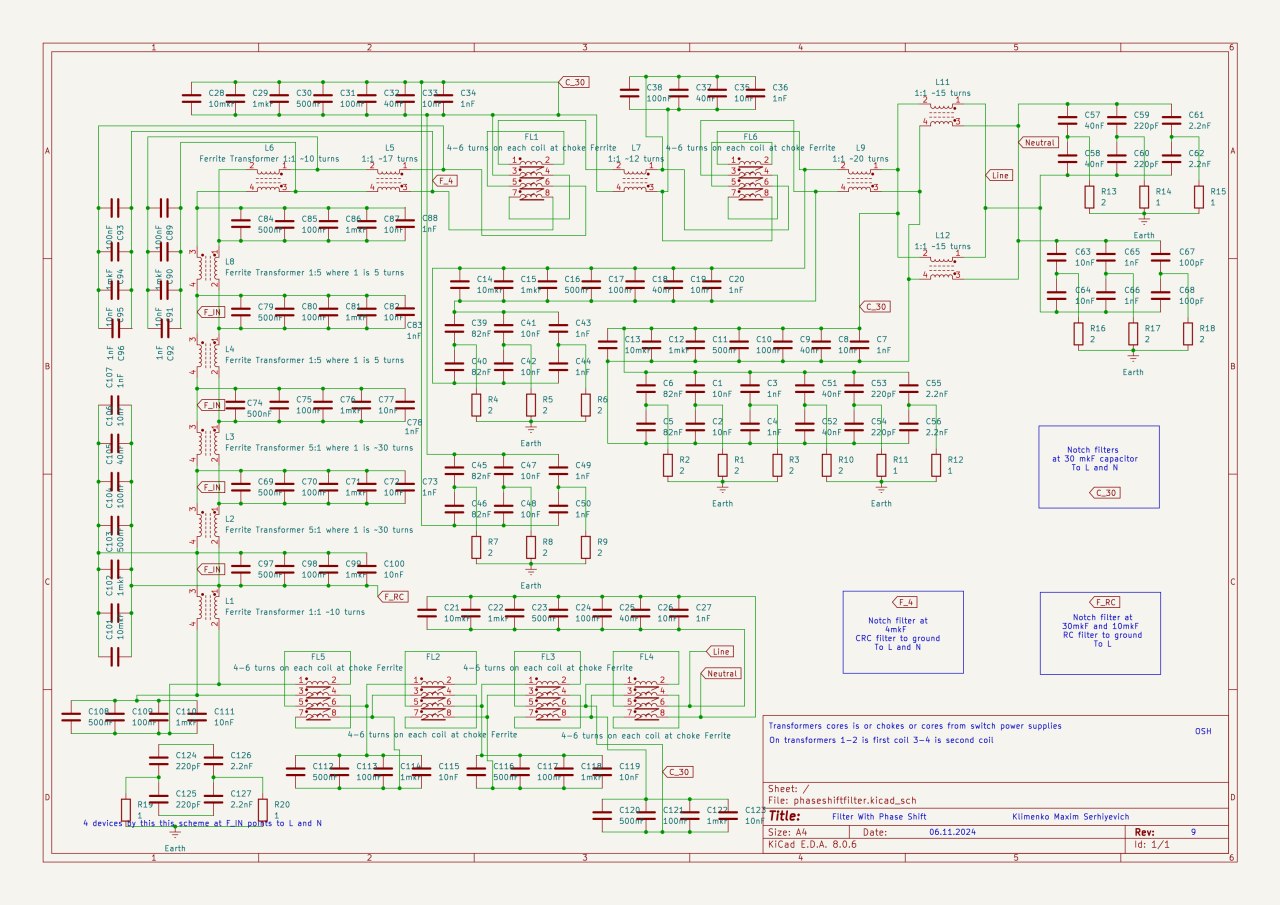 1 2 3 4 5 6
C_30
C28 C29 C30 C31 C32 C33 C34
10mkF 1mkF 500nF 100nF 40nF 10nF 1nF
C38 C37 C35 C36
100nF 40nF 10nF 1nF
L11
1:1 ~15 turns
2 1
4 3
C57 C59 C61
40nF 220pF 2.2nF
Neutral
C58 C60 C62
40nF 220pF 2.2nF
A
FL1
4-6 turns on each coil at choke Ferrite
FL6
4-6 turns on each coil at choke Ferrite
L6
Ferrite Transformer 1:1 ~10 turns
L5
1:1 ~17 turns
L7
1:1 ~12 turns
L9
1:1 ~20 turns
F_4
Line
R13 R14 R15
2 1 1
Earth
C84 C85 C86 C87 C88
500nF 100nF 1mkF 10nF 1nF
C93 C89
100nF 100nF
L12
1:1 ~15 turns
L8
Ferrite Transformer 1:5 where 1 is 5 turns
C94 C90
1mkF 1mkF
C63 C65 C67
10nF 1nF 100pF
C14 C15 C16 C17 C18 C19 C20
10mkF 1mkF 500nF 100nF 40nF 10nF 1nF
C64 C66 C68
10nF 1nF 100pF
C95 C91
10nF 10nF
F_IN
C79 C80 C81 C82 C83
500nF 100nF 1mkF 10nF 1nF
C_30
C39 C41 C43
82nF 10nF 1nF
C96 C92
1nF 1nF
R16 R17 R18
2 2 2
Earth
C13 C12 C11 C10 C9 C8 C7
10mkF 1mkF 500nF 100nF 40nF 10nF 1nF
L4
Ferrite Transformer 1:5 where 1 is 5 turns
B
C40 C42 C44
82nF 10nF 1nF
C107
1nF
C6 C1 C3 C51 C53 C55
82nF 10nF 1nF 40nF 220pF 2.2nF
F_IN
C74 C75 C76 C77 C78
500nF 100nF 1mkF 10nF 1nF
R4 R5 R6
2 2 2
Earth
C106
10nF
C5 C2 C4 C52 C54 C56
82nF 10nF 1nF 40nF 220pF 2.2nF
L3
Ferrite Transformer 5:1 where 1 is ~30 turns
C105
40nF
R2 R1 R3 R10 R11 R12
2 2 2 2 1 1
Earth
Earth
Notch filters
at 30 mkF capacitor
To L and N
C_30
C45 C47 C49
82nF 10nF 1nF
F_IN
C69 C70 C71 C72 C73
500nF 100nF 1mkF 10nF 1nF
C104
100nF
C46 C48 C50
82nF 10nF 1nF
L2
Ferrite Transformer 5:1 where 1 is ~30 turns
C103
500nF
R7 R8 R9
2 2 2
Earth
F_IN
C97 C98 C99 C100
500nF 100nF 1mkF 10nF
C
C102
1mkF
F_RC
L1
Ferrite Transformer 1:1 ~10 turns
C101
10mkF
C21 C22 C23 C24 C25 C26 C27
10mkF 1mkF 500nF 100nF 40nF 10nF 1nF
F_4
Notch filter at
4mkF
CRC filter to ground
To L and N
F_RC
Notch filter at
30mkF and 10mkF
RC filter to ground
To L
FL5 FL2 FL3 FL4
4-6 turns on each coil at choke Ferrite
4-6 turns on each coil at choke Ferrite
Line
Neutral
1 2
3 4
5 6
7 8
4-6 turns on each coil at choke Ferrite
4-6 turns on each coil at choke Ferrite
C108 C109 C110 C111
500nF 100nF 1mkF 10nF
C124 C126
220pF 2.2nF
C112 C113 C114 C115
500nF 100nF 1mkF 10nF
C116 C117 C118 C119
500nF 100nF 1mkF 10nF
C_30
D
C125 C127
220pF 2.2nF
R19 R20
1 1
C120 C121 C122 C123
500nF 100nF 1mkF 10nF
4 devices by this this scheme at F_IN points to L and N
Earth
Transformers cores is or chokes or cores from switch power supplies
On transformers 1-2 is first coil 3-4 is second coil
OSH
Sheet: /
File: phaseshiftfilter.kicad_sch
Title: Filter With Phase Shift Klimenko Maxim Serhiyevich
Size: A4 Date: 06.11.2024 Rev: 9
KiCad E.D.A. 8.0.6 Id: 1/1
1 2 3 4 5 6